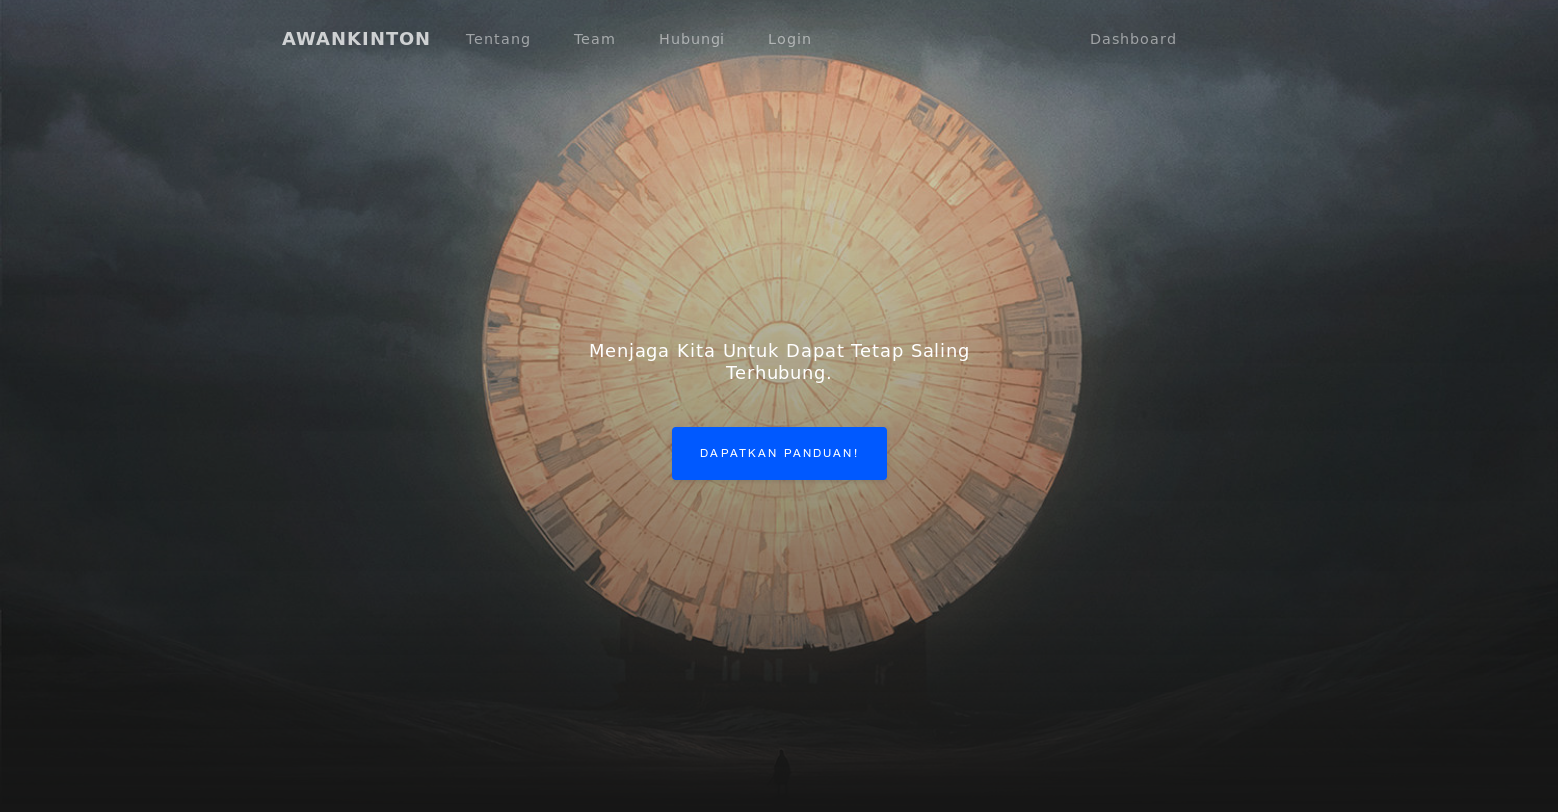 AWANKINTON Tentang Team Hubungi Login Dashboard
Menjaga Kita Untuk Dapat Tetap Saling
Terhubung.
DAPATKAN PANDUAN!